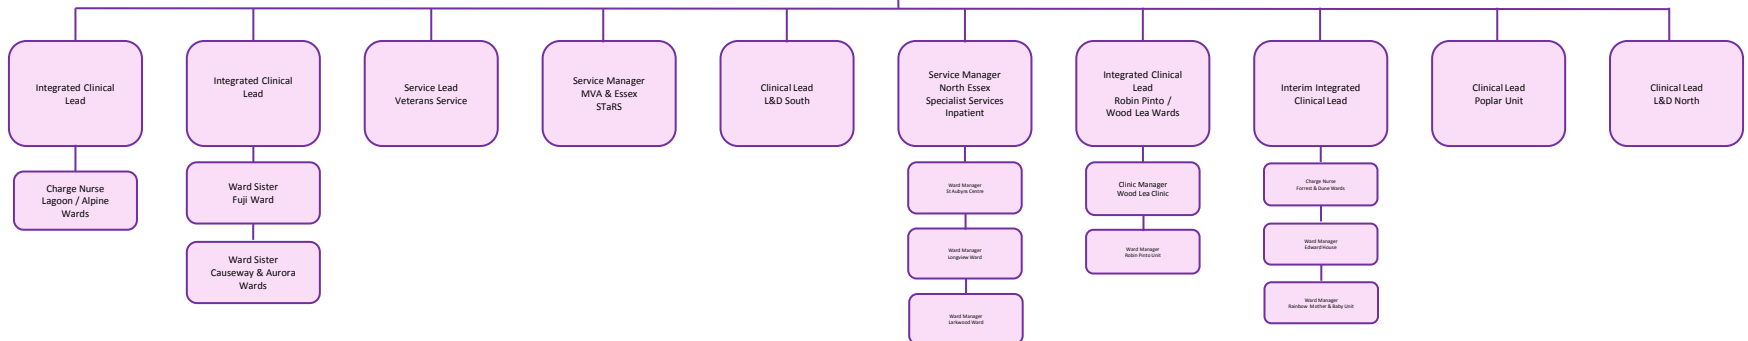 Integrated Clinical
Lead
Charge Nurse
Lagoon / Alpine
Wards
Integrated Clinical
Lead
Ward Sister
Fuji Ward
Ward Sister
Causeway & Aurora
Wards
Service Lead
Veterans Service
Service Manager
MVA & Essex
STaRS
Clinical Lead
L&D South
Service Manager
North Essex
Specialist Services
Inpatient
Ward Manager
St Aubyns Centre
Ward Manager
Longview Ward
Ward Manager
Larkwood Ward
Integrated Clinical
Lead
Robin Pinto /
Wood Lea Wards
Clinic Manager
Wood Lea Clinic
Ward Manager
Robin Pinto Unit
Interim Integrated
Clinical Lead
Charge Nurse
Forrest & Dune Wards
Ward Manager
Edward House
Ward Manager
Rainbow Mother & Baby Unit
Clinical Lead
Poplar Unit
Clinical Lead
L&D North